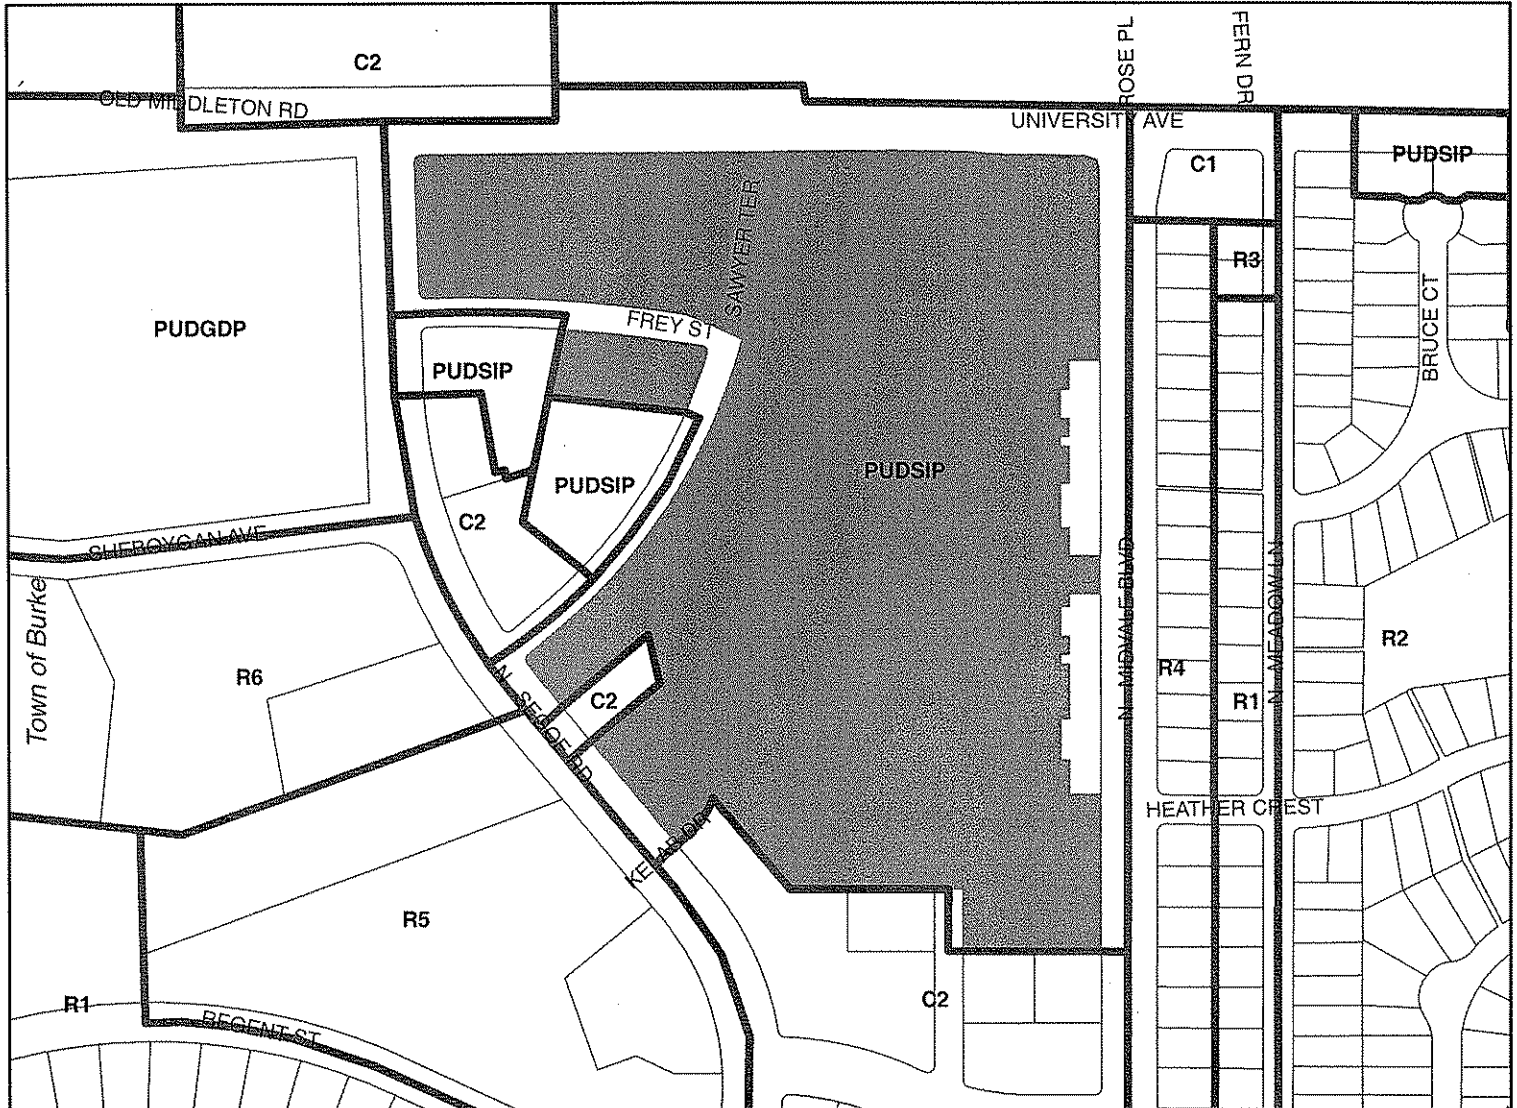 ROSE PL
FERN DR
C2
OLD MIDDLETON RD
UNIVERSITY AVE
C1
PUDSIP
SAWYER TER
R3
BRUCE CT
FREY ST
PUDGDP
PUDSIP
PUDSIP
PUDSIP
C2
SHEBOYGAN AVE
Town of Burke
N MIDVALE BLVD
N MEADOW LN
R2
R6
R4
R1
C2
N SEGOE RD
HEATHER CREST
KELAB DR
R5
C2
R1
REGENT ST